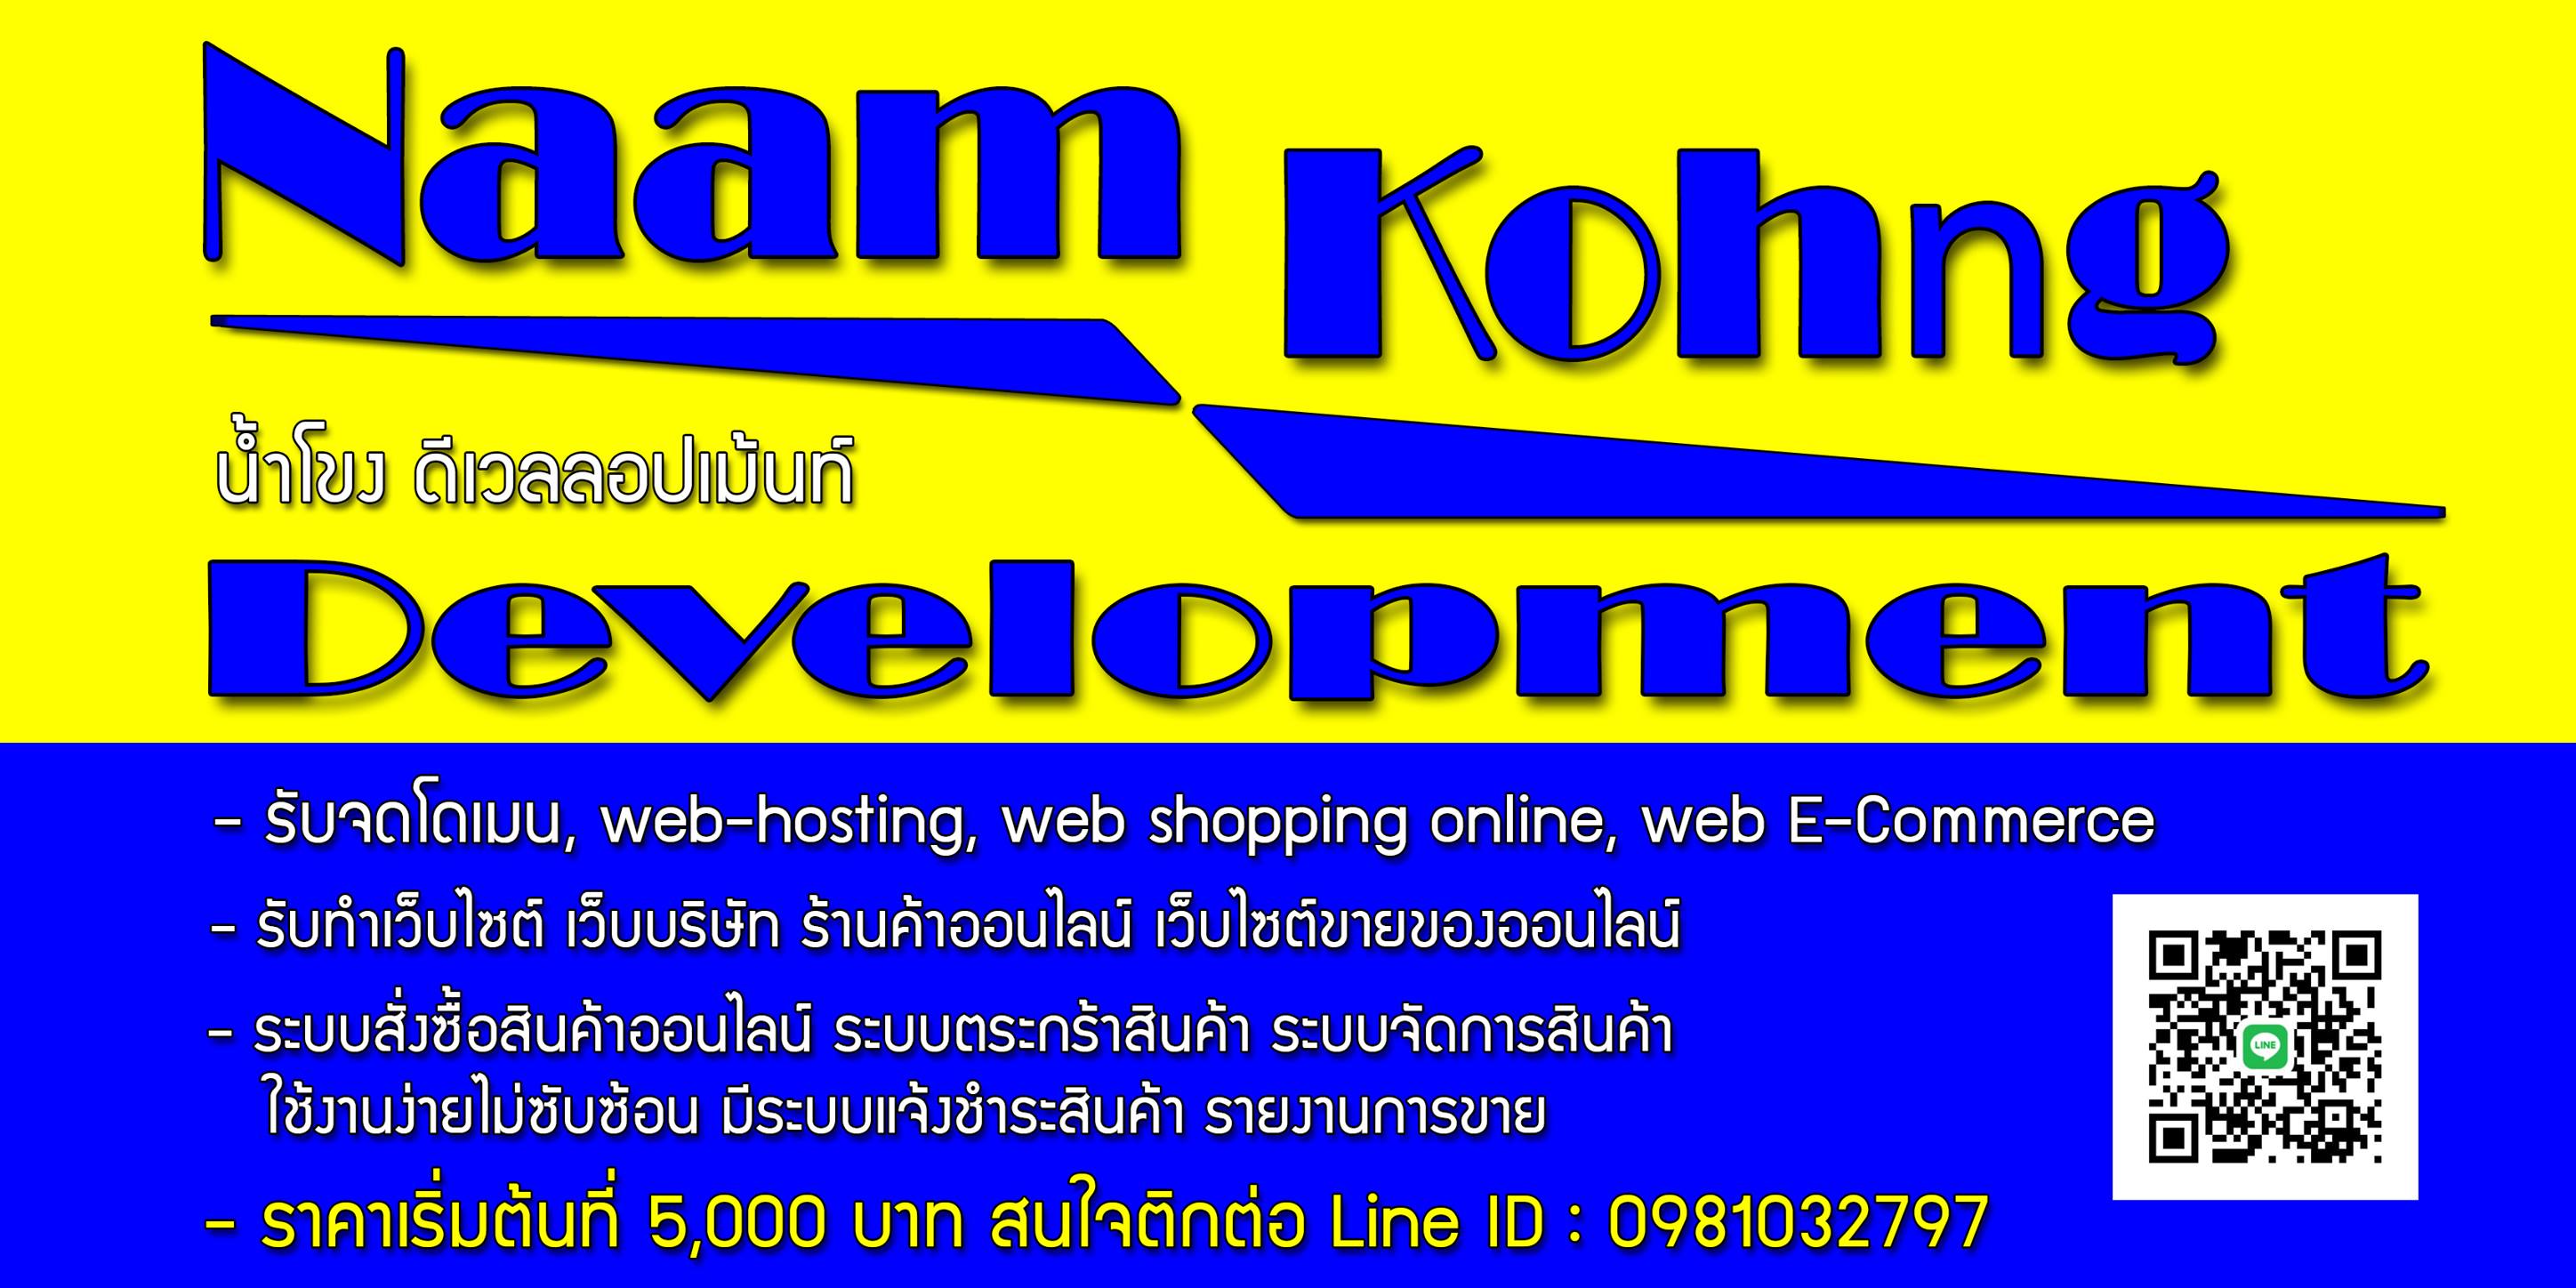 Naam Kohng
น้ำโขง ดีเวลลอปเม้นท์
Development
- รับจดโดเมน, web-hosting, web shopping online, web E-Commerce
- รับทำเว็บไซต์ เว็บบริษัท ร้านค้าออนไลน์ เว็บไซต์ขายของออนไลน์
- ระบบสั่งซื้อสินค้าออนไลน์ ระบบตระกร้าสินค้า ระบบจัดการสินค้า
ใช้งานง่ายไม่ซับซ้อน มีระบบแจ้งชำระสินค้า รายงานการขาย
- ราคาเริ่มต้นที่ 5,000 บาท สนใจติกต่อ Line ID : 0981032797
LINE